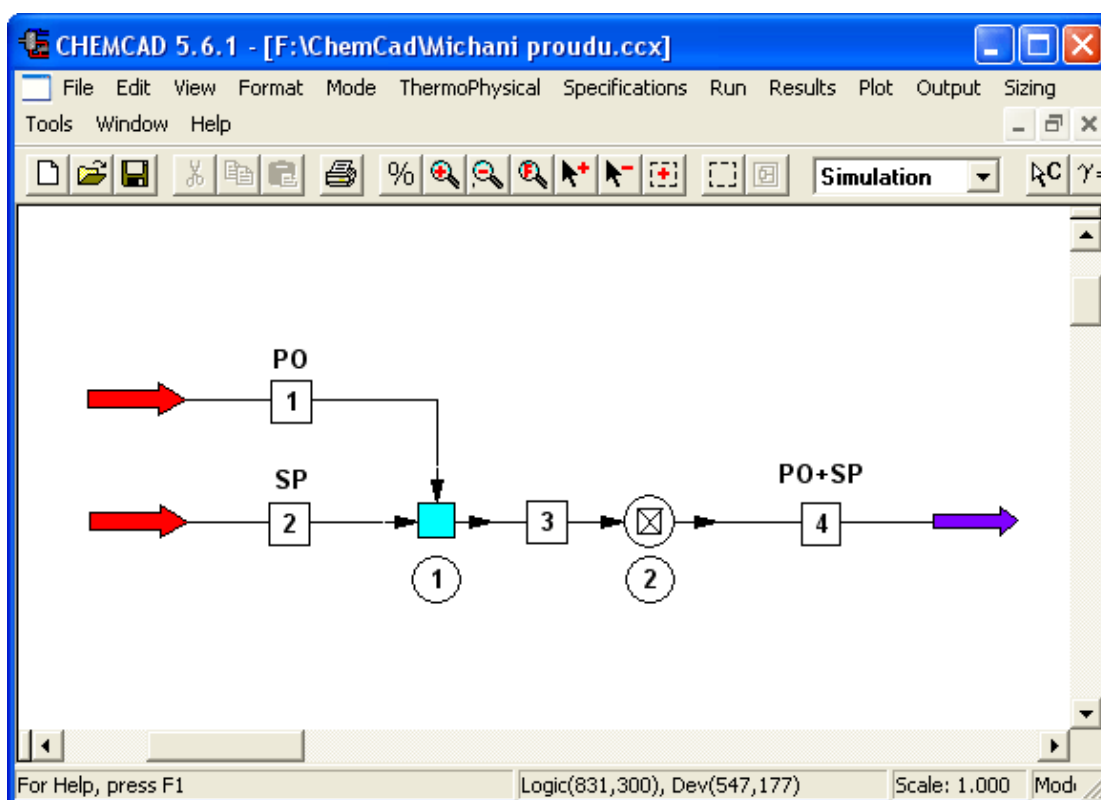 CHEMCAD 5.6.1 - [F:\ChemCad\Michani proudu.ccx]
File Edit View Format Mode ThermoPhysical Specifications Run Results Plot Output Sizing
Tools Window Help
% F Simulation C γ=
PO
1
SP
2
3
PO+SP
4
1
2
For Help, press F1 Logic(831,300), Dev(547,177) Scale: 1.000